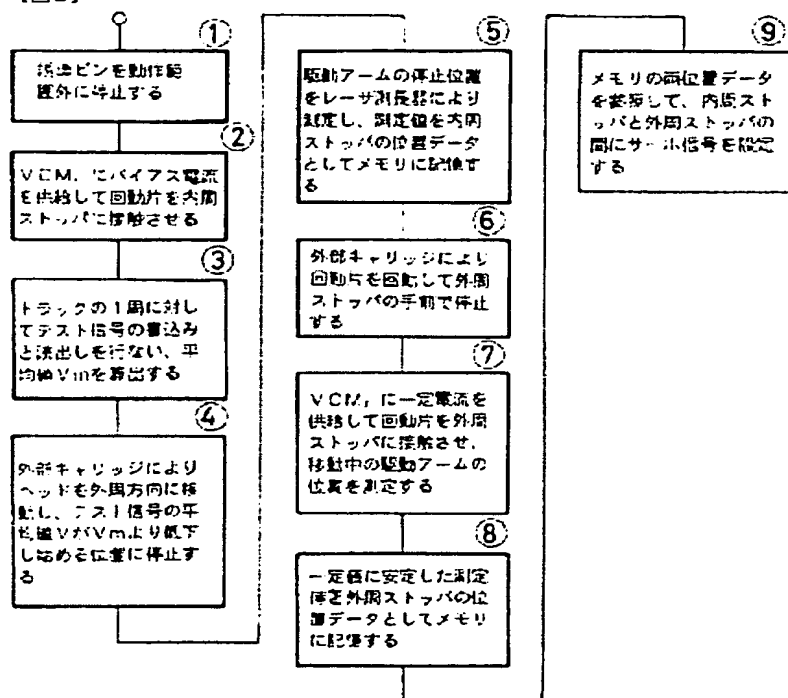 ①
誘導ピンを動作範
囲外に停止する
②
VCM,にバイアス電流
を供給して回動片を内周
ストッパに接触させる
③
トラックの1周に対し
てテスト信号の書込み
と読出しを行ない、平
均値Vmを算出する
④
外部キャリッジにより
ヘッドを外周方向に移
動し、テスト信号の平
均値VがVmより低下
し始める位置に停止す
る
⑤
駆動アームの停止位置
をレーザ測長器により
測定し、測定値を内周
ストッパの位置データ
としてメモリに記憶す
る
⑥
外部キャリッジにより
回動片を回転して外周
ストッパの手前で停止
する
⑦
VCM,に一定電流を
供給して回動片を外周
ストッパに接触させ、
移動中の駆動アームの
位置を測定する
⑧
一定値に安定した測定
値を外周ストッパの位
置データとしてメモリ
に記憶する
⑨
メモリの両位置データ
を参照して、内周スト
ッパと外周ストッパの
間にサーボ信号を設定
する